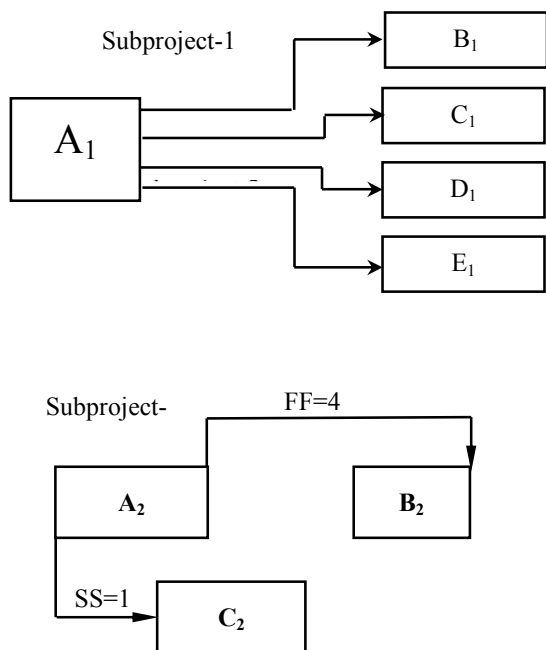 Subproject-1
A₁
B₁
C₁
D₁
E₁
Subproject-
FF=4
A₂
B₂
SS=1
C₂